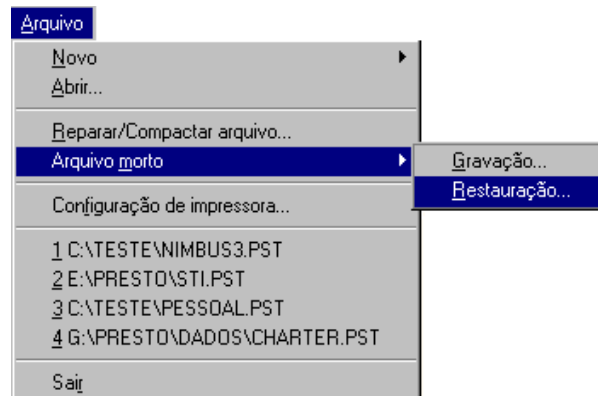 Arquivo
Novo
Abrir...
Reparar/Compactar arquivo...
Arquivo morto
Gravação...
Restauração...
Configuração de impressora...
1 C:\TESTE\NIMBUS3.PST
2 E:\PRESTO\STI.PST
3 C:\TESTE\PESSOAL.PST
4 G:\PRESTO\DADOS\CHARTER.PST
Sair